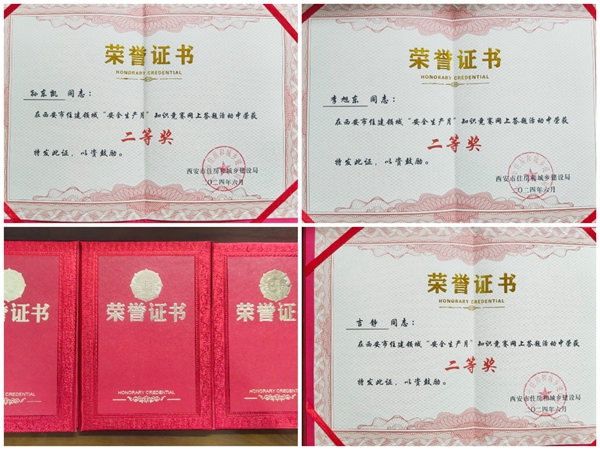 荣誉证书
HONORARY CREDENTIAL
孙东凯 同志：
在西安市住建领域“安全生产月”知识竞赛网上答题活动中荣获
二等奖
特发此证，以资鼓励。
西安市住房和城乡建设局
二〇二四年六月
荣誉证书
HONORARY CREDENTIAL
李旭东 同志：
在西安市住建领域“安全生产月”知识竞赛网上答题活动中荣获
二等奖
特发此证，以资鼓励。
西安市住房和城乡建设局
二〇二四年六月
誉证书
荣誉证书
HONORARY CREDENTIAL
荣誉证
HONORARY CREDENTIAL
荣誉证书
HONORARY CREDENTIAL
言静 同志：
在西安市住建领域“安全生产月”知识竞赛网上答题活动中荣获
二等奖
特发此证，以资鼓励。
西安市住房和城乡建设局
二〇二四年六月